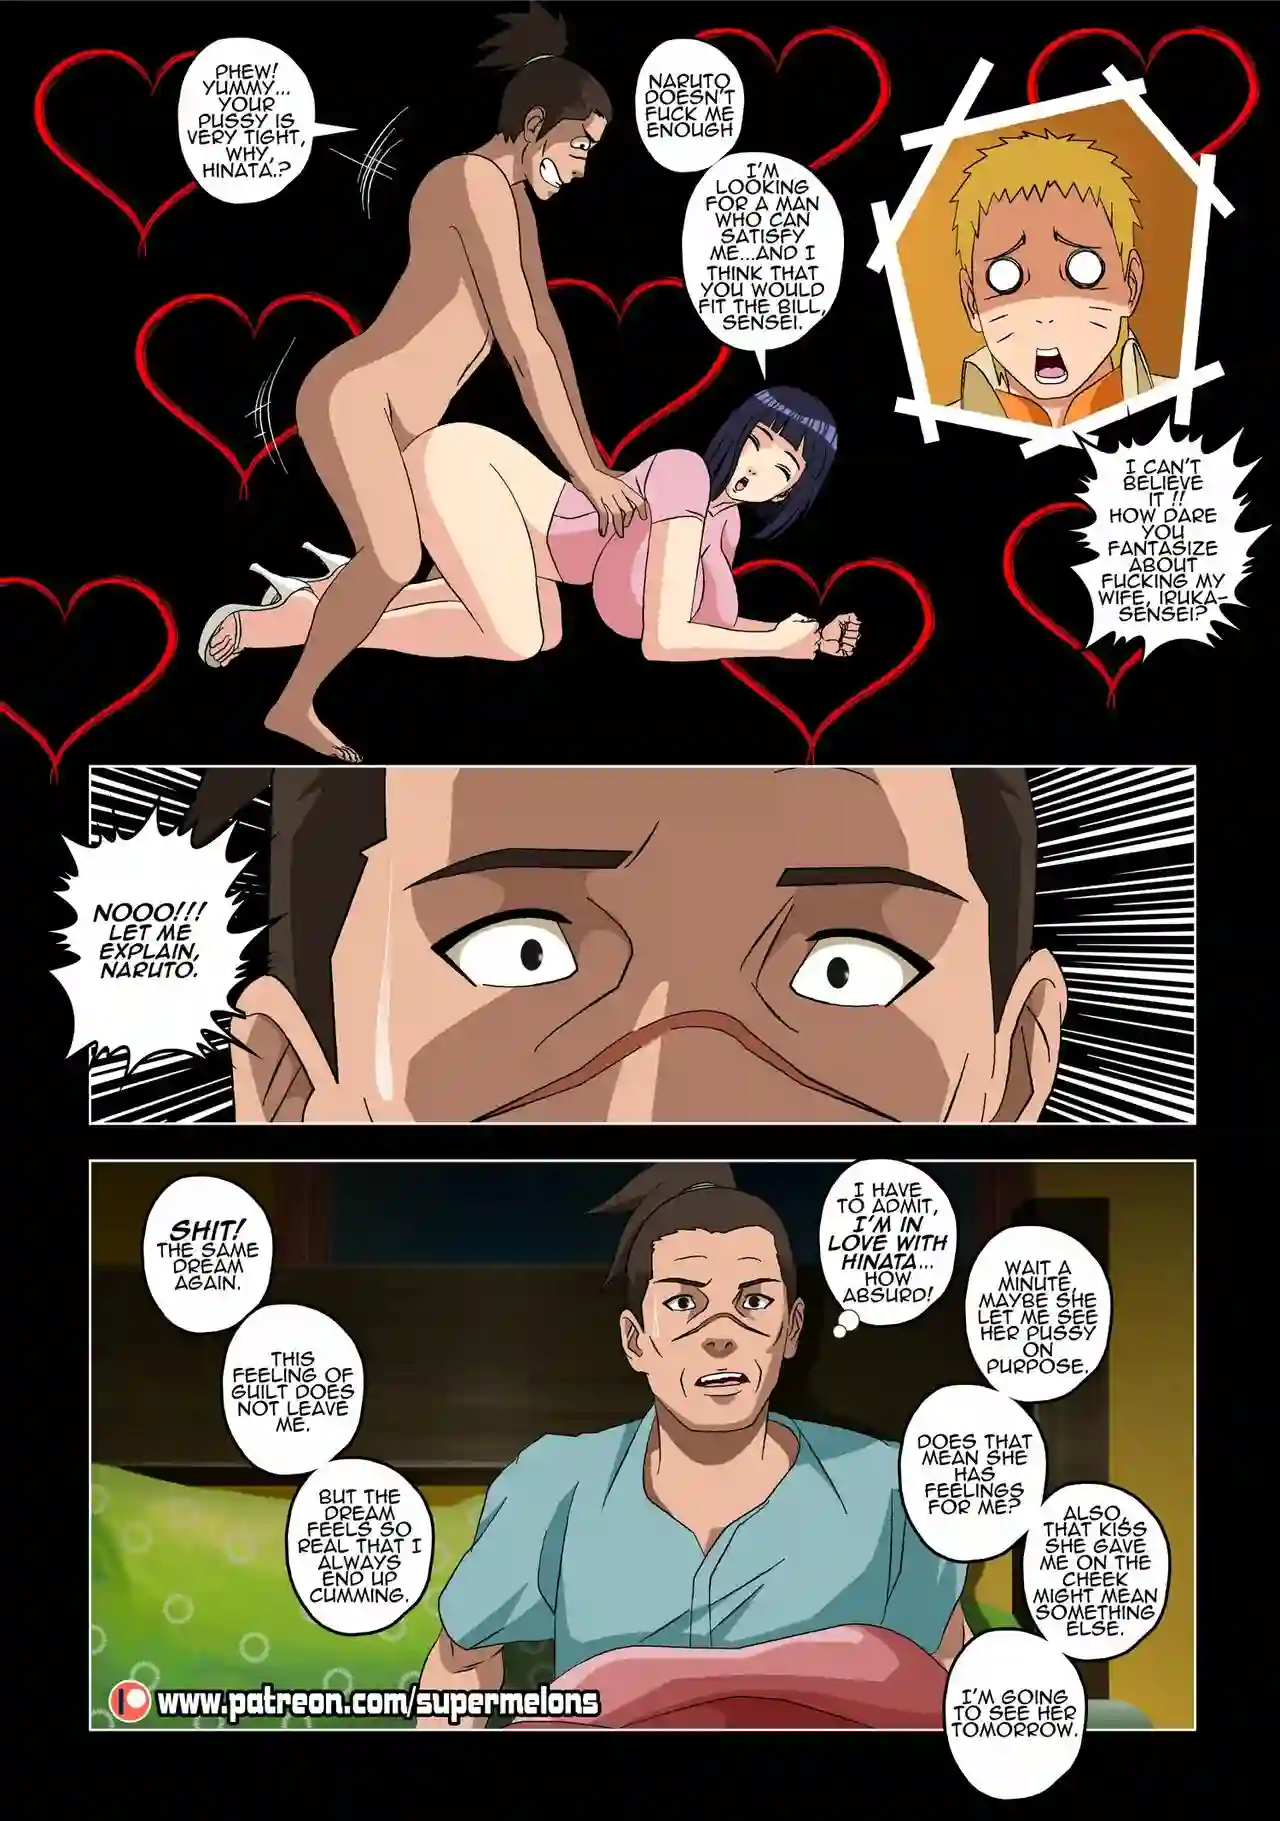 PHEW!
YUMMY...
YOUR
PUSSY IS
VERY TIGHT,
WHY,
HINATA.?
NARUTO
DOESN'T
FUCK ME
ENOUGH
I'M
LOOKING
FOR A MAN
WHO CAN
SATISFY
ME...AND I
THINK THAT
YOU WOULD
FIT THE BILL,
SENSEI.
I CAN'T
BELIEVE
IT !!
HOW DARE
YOU
FANTASIZE
ABOUT
FUCKING MY
WIFE, IRUKA-
SENSEI?
NOOO!!!
LET ME
EXPLAIN,
NARUTO.
SHIT!
THE SAME
DREAM
AGAIN.
THIS
FEELING OF
GUILT DOES
NOT LEAVE
ME.
BUT THE
DREAM
FEELS SO
REAL THAT I
ALWAYS
END UP
CUMMING.
I HAVE
TO ADMIT,
I'M IN
LOVE WITH
HINATA...
HOW
ABSURD!
WAIT A
MINUTE,
MAYBE SHE
LET ME SEE
HER PUSSY
ON
PURPOSE.
DOES THAT
MEAN SHE
HAS
FEELINGS
FOR ME?
ALSO,
THAT KISS
SHE GAVE
ME ON THE
CHEEK
MIGHT MEAN
SOMETHING
ELSE.
I'M GOING
TO SEE HER
TOMORROW.
www.patreon.com/supermelons